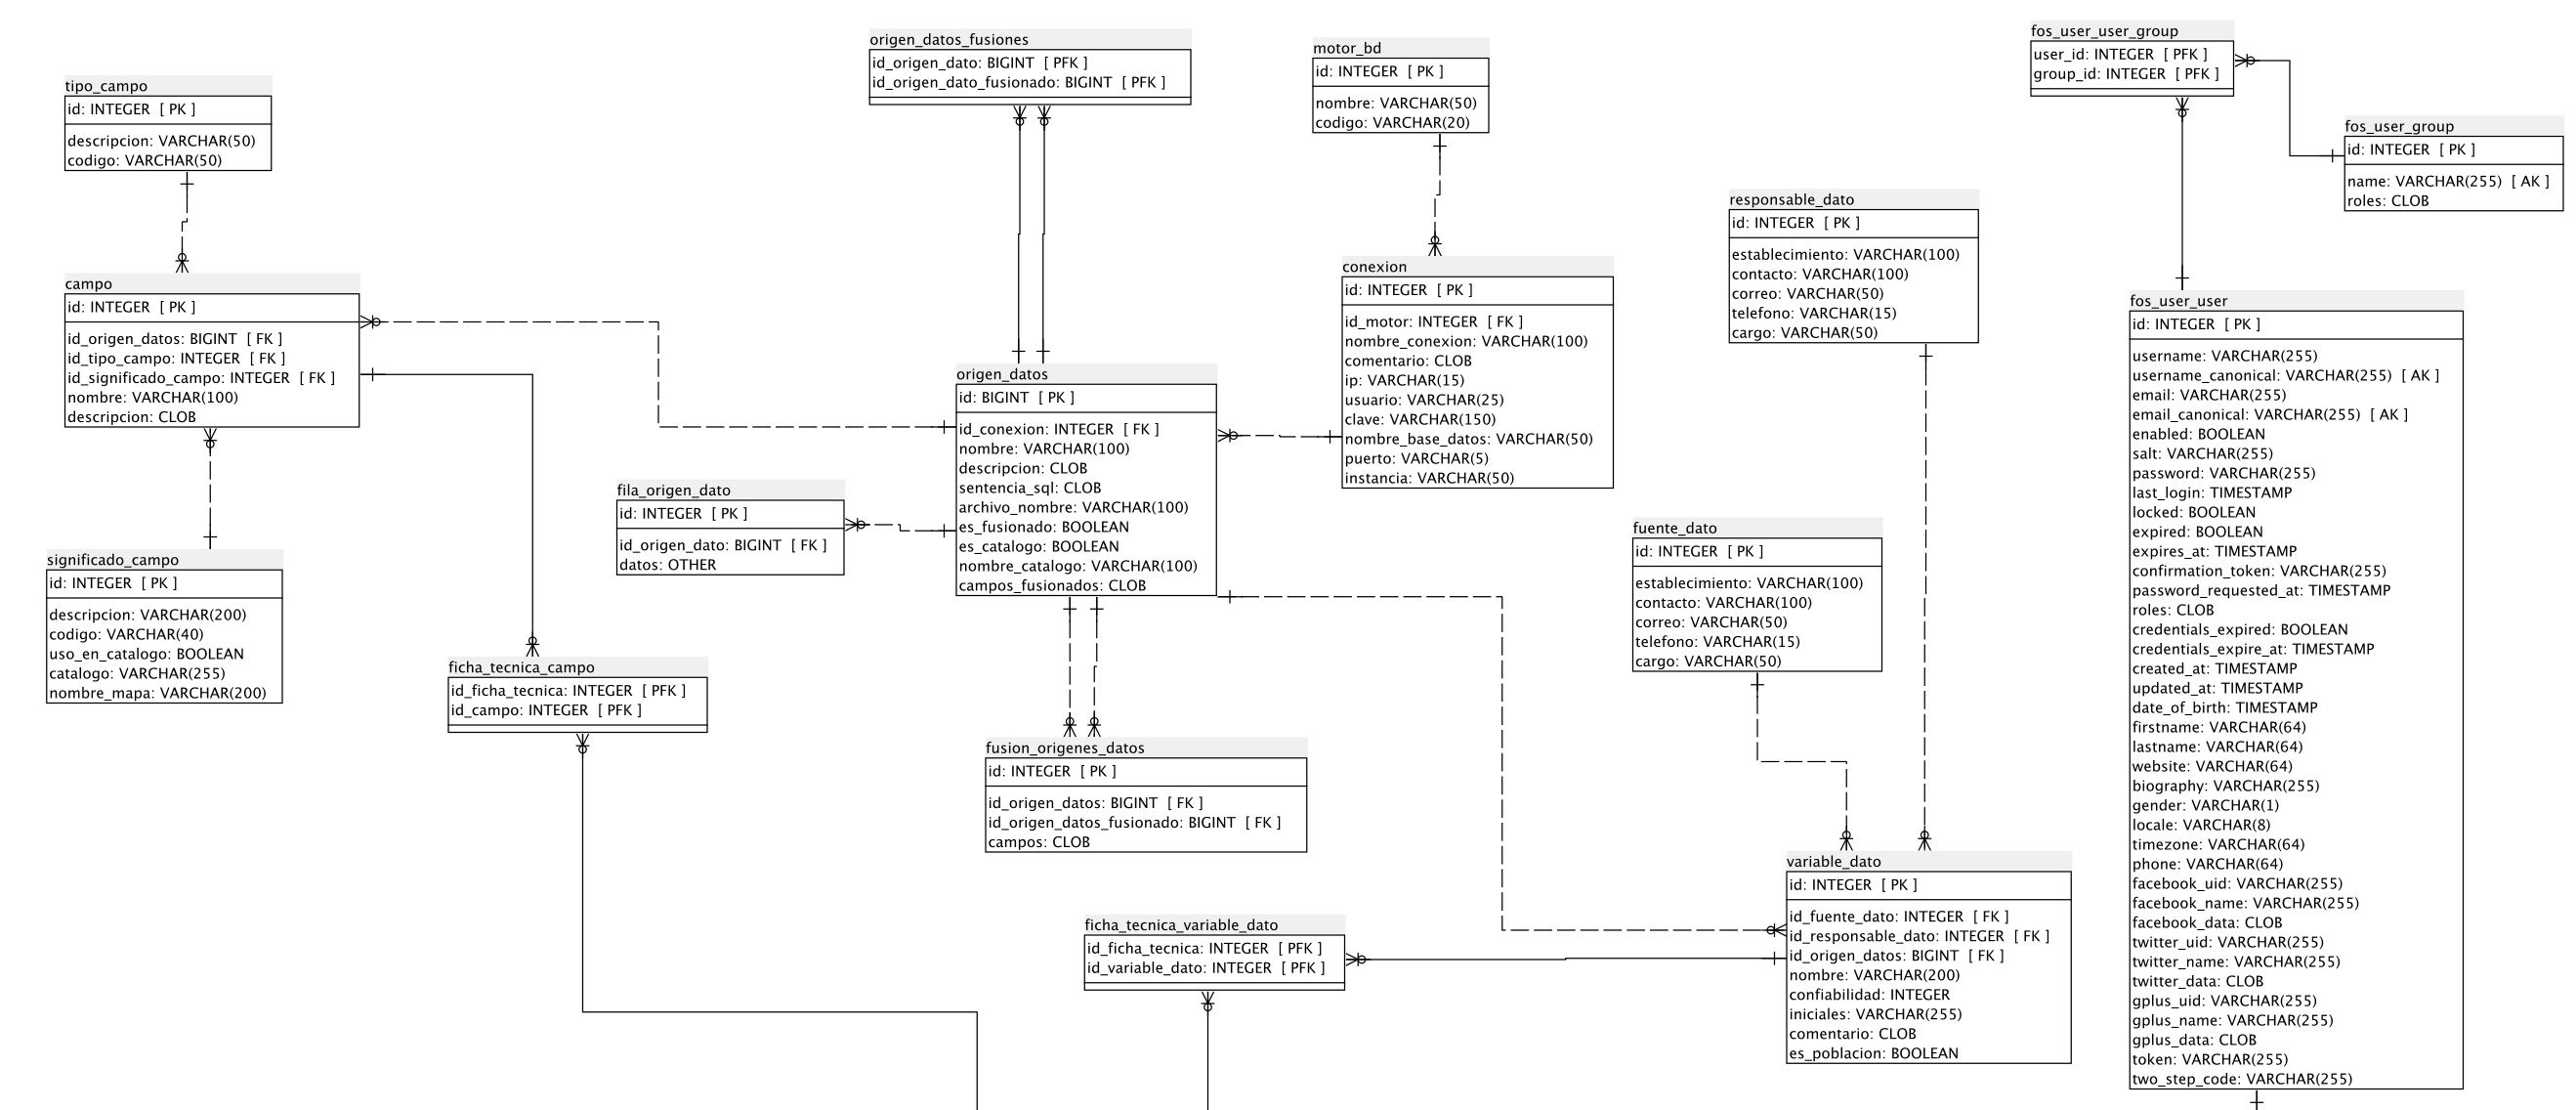 origen_datos_fusiones
id_origen_dato: BIGINT [ PFK ]
id_origen_dato_fusionado: BIGINT [ PFK ]
motor_bd
id: INTEGER [ PK ]
nombre: VARCHAR(50)
codigo: VARCHAR(20)
fos_user_user_group
user_id: INTEGER [ PFK ]
group_id: INTEGER [ PFK ]
tipo_campo
id: INTEGER [ PK ]
descripcion: VARCHAR(50)
codigo: VARCHAR(50)
fos_user_group
id: INTEGER [ PK ]
name: VARCHAR(255) [ AK ]
roles: CLOB
responsable_dato
id: INTEGER [ PK ]
establecimiento: VARCHAR(100)
contacto: VARCHAR(100)
correo: VARCHAR(50)
telefono: VARCHAR(15)
cargo: VARCHAR(50)
campo
id: INTEGER [ PK ]
id_origen_datos: BIGINT [ FK ]
id_tipo_campo: INTEGER [ FK ]
id_significado_campo: INTEGER [ FK ]
nombre: VARCHAR(100)
descripcion: CLOB
conexion
id: INTEGER [ PK ]
id_motor: INTEGER [ FK ]
nombre_conexion: VARCHAR(100)
comentario: CLOB
ip: VARCHAR(15)
usuario: VARCHAR(25)
clave: VARCHAR(150)
nombre_base_datos: VARCHAR(50)
puerto: VARCHAR(5)
instancia: VARCHAR(50)
fos_user_user
id: INTEGER [ PK ]
username: VARCHAR(255)
username_canonical: VARCHAR(255) [ AK ]
email: VARCHAR(255)
email_canonical: VARCHAR(255) [ AK ]
enabled: BOOLEAN
salt: VARCHAR(255)
password: VARCHAR(255)
last_login: TIMESTAMP
locked: BOOLEAN
expired: BOOLEAN
expires_at: TIMESTAMP
confirmation_token: VARCHAR(255)
password_requested_at: TIMESTAMP
roles: CLOB
credentials_expired: BOOLEAN
credentials_expire_at: TIMESTAMP
created_at: TIMESTAMP
updated_at: TIMESTAMP
date_of_birth: TIMESTAMP
firstname: VARCHAR(64)
lastname: VARCHAR(64)
website: VARCHAR(64)
biography: VARCHAR(255)
gender: VARCHAR(1)
locale: VARCHAR(8)
timezone: VARCHAR(64)
phone: VARCHAR(64)
facebook_uid: VARCHAR(255)
facebook_name: VARCHAR(255)
facebook_data: CLOB
twitter_uid: VARCHAR(255)
twitter_name: VARCHAR(255)
twitter_data: CLOB
gplus_uid: VARCHAR(255)
gplus_name: VARCHAR(255)
gplus_data: CLOB
token: VARCHAR(255)
two_step_code: VARCHAR(255)
origen_datos
id: BIGINT [ PK ]
id_conexion: INTEGER [ FK ]
nombre: VARCHAR(100)
descripcion: CLOB
sentencia_sql: CLOB
archivo_nombre: VARCHAR(100)
es_fusionado: BOOLEAN
es_catalogo: BOOLEAN
nombre_catalogo: VARCHAR(100)
campos_fusionados: CLOB
fila_origen_dato
id: INTEGER [ PK ]
id_origen_dato: BIGINT [ FK ]
datos: OTHER
fuente_dato
id: INTEGER [ PK ]
establecimiento: VARCHAR(100)
contacto: VARCHAR(100)
correo: VARCHAR(50)
telefono: VARCHAR(15)
cargo: VARCHAR(50)
significado_campo
id: INTEGER [ PK ]
descripcion: VARCHAR(200)
codigo: VARCHAR(40)
uso_en_catalogo: BOOLEAN
catalogo: VARCHAR(255)
nombre_mapa: VARCHAR(200)
ficha_tecnica_campo
id_ficha_tecnica: INTEGER [ PFK ]
id_campo: INTEGER [ PFK ]
fusion_origenes_datos
id: INTEGER [ PK ]
id_origen_datos: BIGINT [ FK ]
id_origen_datos_fusionado: BIGINT [ FK ]
campos: CLOB
variable_dato
id: INTEGER [ PK ]
id_fuente_dato: INTEGER [ FK ]
id_responsable_dato: INTEGER [ FK ]
id_origen_datos: BIGINT [ FK ]
nombre: VARCHAR(200)
confiabilidad: INTEGER
iniciales: VARCHAR(255)
comentario: CLOB
es_poblacion: BOOLEAN
ficha_tecnica_variable_dato
id_ficha_tecnica: INTEGER [ PFK ]
id_variable_dato: INTEGER [ PFK ]